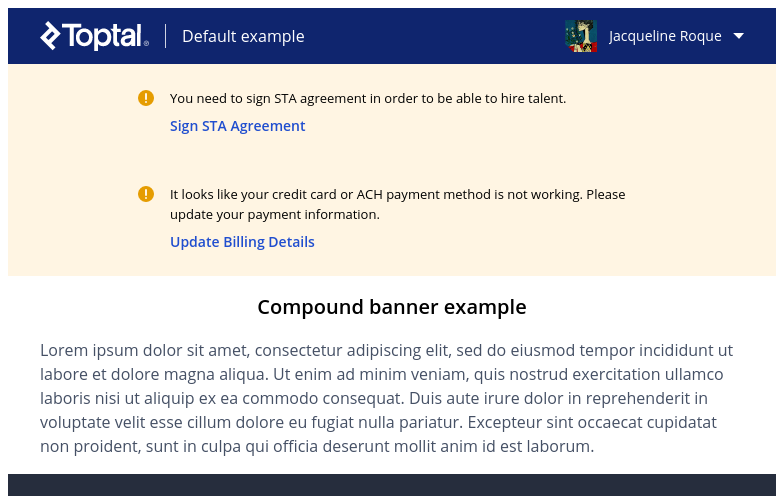 Toptal® Default example Jacqueline Roque
You need to sign STA agreement in order to be able to hire talent.
Sign STA Agreement
It looks like your credit card or ACH payment method is not working. Please
update your payment information.
Update Billing Details
Compound banner example
Lorem ipsum dolor sit amet, consectetur adipiscing elit, sed do eiusmod tempor incididunt ut
labore et dolore magna aliqua. Ut enim ad minim veniam, quis nostrud exercitation ullamco
laboris nisi ut aliquip ex ea commodo consequat. Duis aute irure dolor in reprehenderit in
voluptate velit esse cillum dolore eu fugiat nulla pariatur. Excepteur sint occaecat cupidatat
non proident, sunt in culpa qui officia deserunt mollit anim id est laborum.